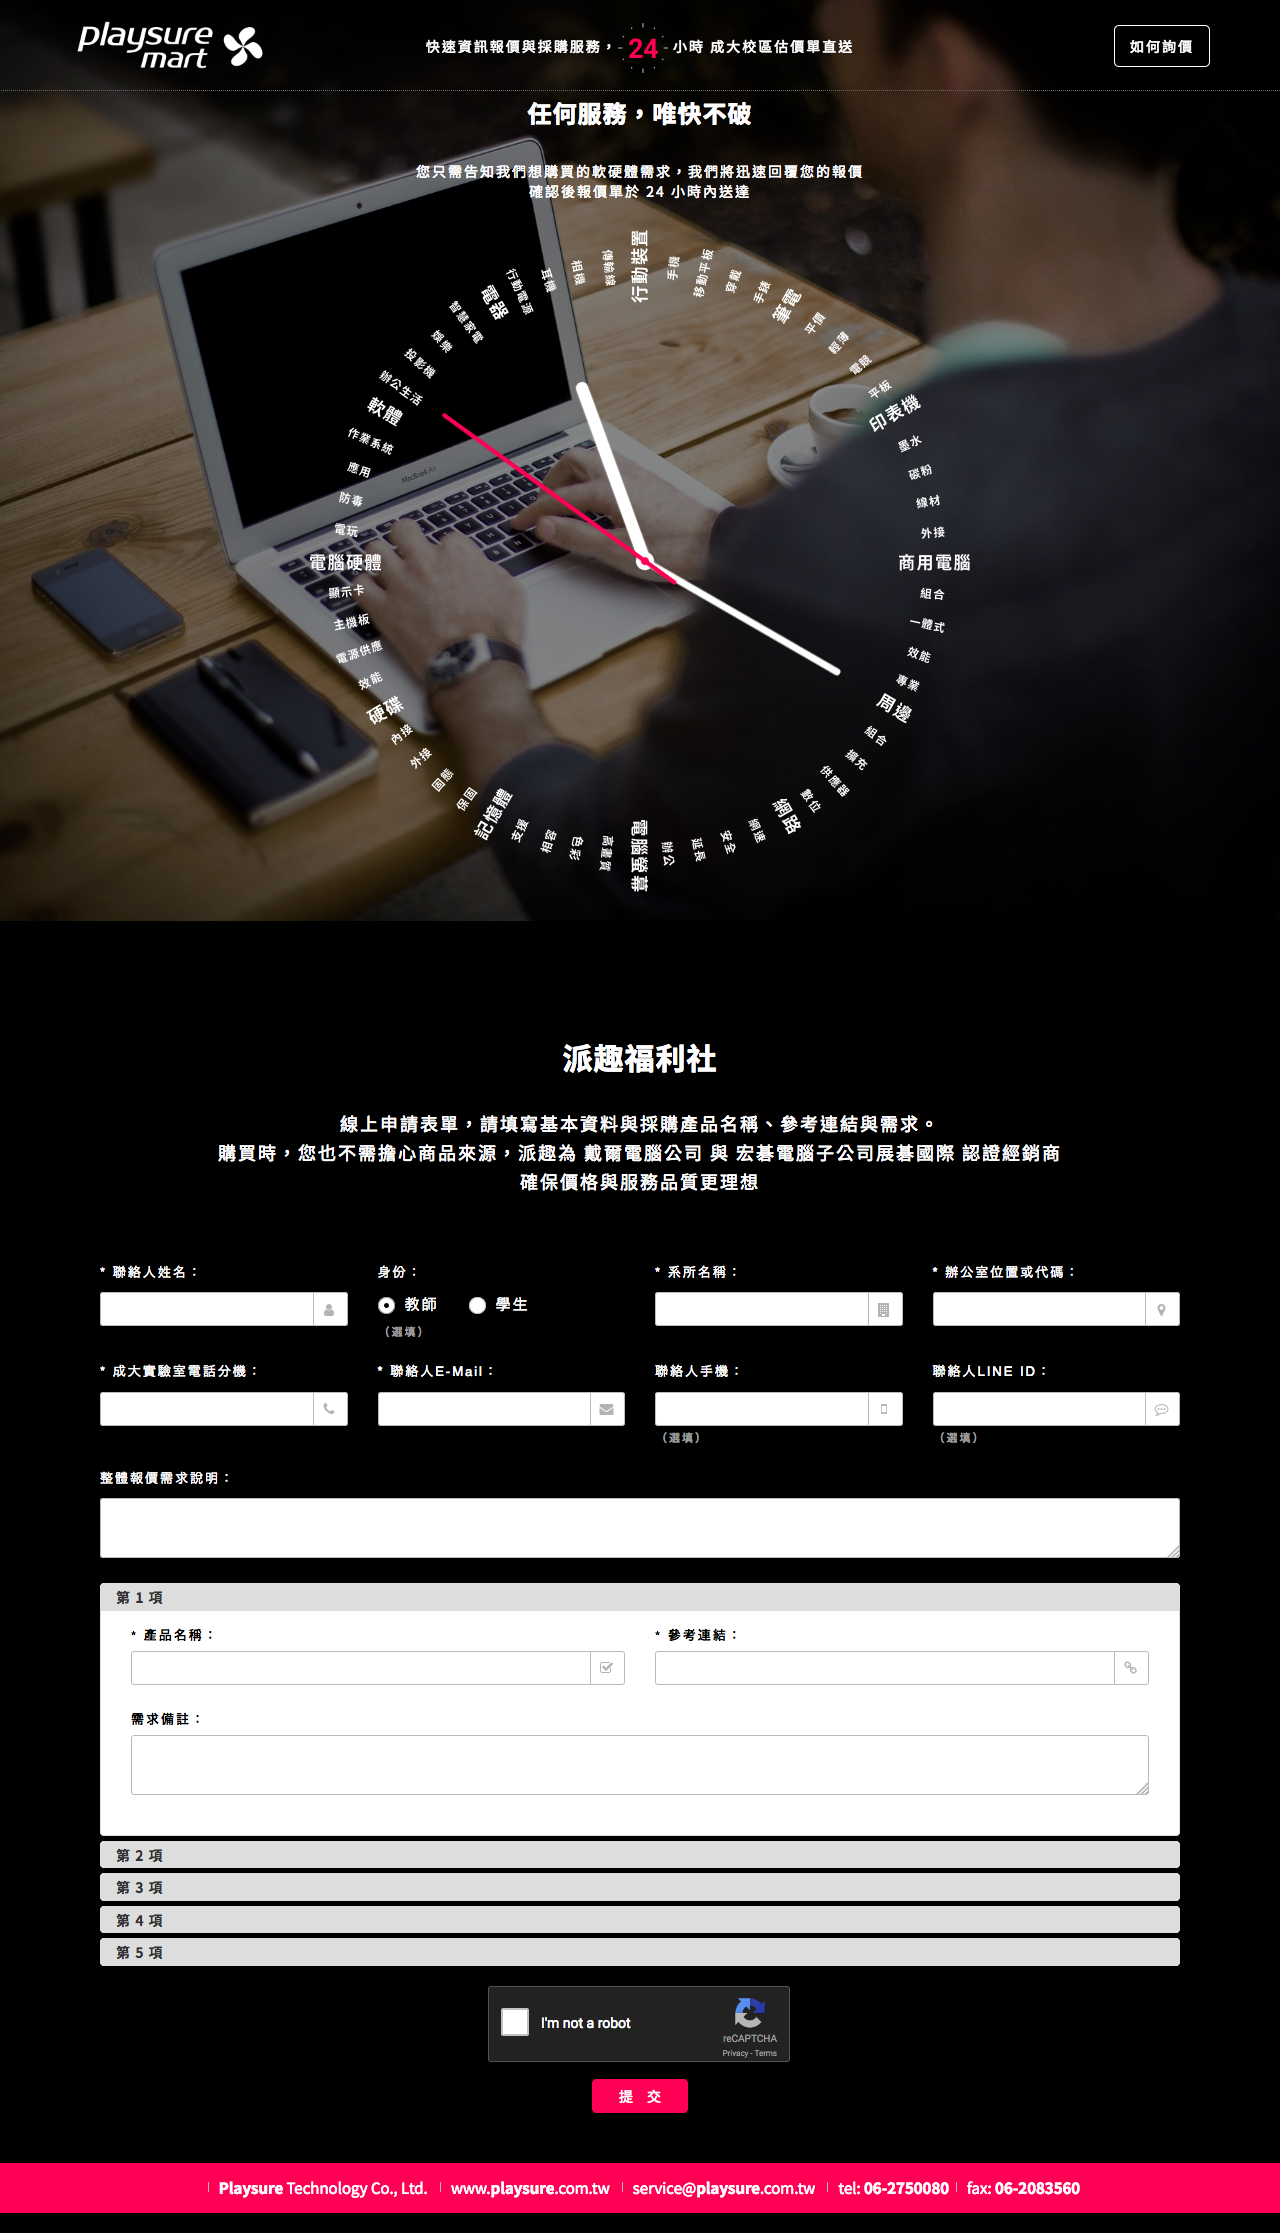 playsure
mart
快速資訊報價與採購服務，24 小時 成大校區估價單直送
如何詢價
任何服務，唯快不破
您只需告知我們想購買的軟硬體需求，我們將迅速回覆您的報價
確認後報價單於 24 小時內送達
行動裝置
手機
移動平板
穿戴
手錶
筆電
平價
輕薄
電競
平板
印表機
墨水
碳粉
線材
外接
商用電腦
組合
一體式
效能
專業
周邊
組合
擴充
供應器
數位
網路
網速
安全
延長
辦公
電腦螢幕
高畫質
色彩
相容
支援
記憶體
保固
固態
外接
內接
硬碟
效能
電源供應
主機板
顯示卡
電腦硬體
電玩
防毒
應用
作業系統
軟體
辦公生活
投影機
娛樂
智慧家電
電器
行動電源
耳機
相機
傳輸線
MacBook Air
派趣福利社
線上申請表單，請填寫基本資料與採購產品名稱、參考連結與需求。
購買時，您也不需擔心商品來源，派趣為 戴爾電腦公司 與 宏碁電腦子公司展碁國際 認證經銷商
確保價格與服務品質更理想
* 聯絡人姓名：
身份：
* 系所名稱：
* 辦公室位置或代碼：
教師 學生
（選填）
* 成大實驗室電話分機：
* 聯絡人E-Mail：
聯絡人手機：
聯絡人LINE ID：
（選填）
（選填）
整體報價需求說明：
第 1 項
* 產品名稱：
* 參考連結：
需求備註：
第 2 項
第 3 項
第 4 項
第 5 項
I'm not a robot
reCAPTCHA
Privacy - Terms
提 交
Playsure Technology Co., Ltd. www.playsure.com.tw service@playsure.com.tw tel: 06-2750080 fax: 06-2083560